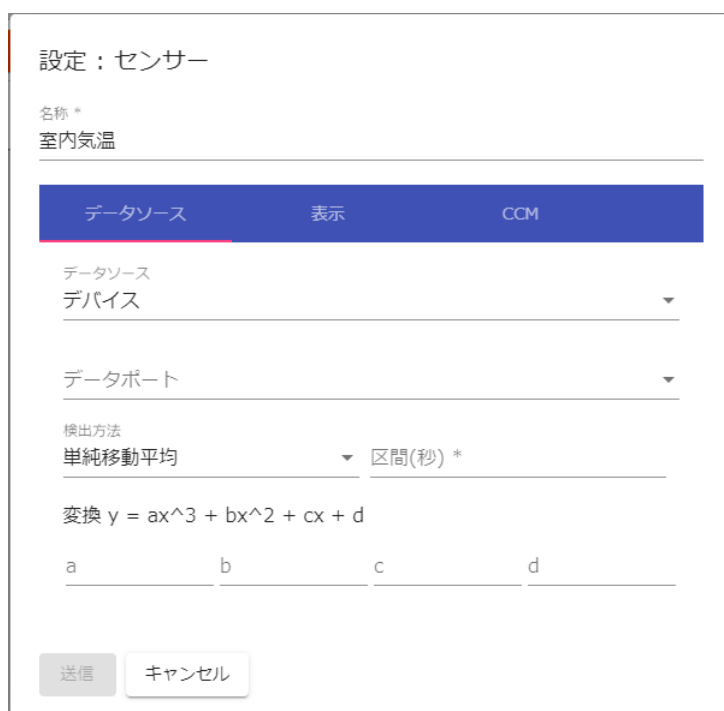 設定：センサー
名称 *
室内気温
データソース 表示 CCM
データソース
デバイス
データポート
検出方法
単純移動平均 区間(秒) *
変換 y = ax^3 + bx^2 + cx + d
a b c d
送信 キャンセル